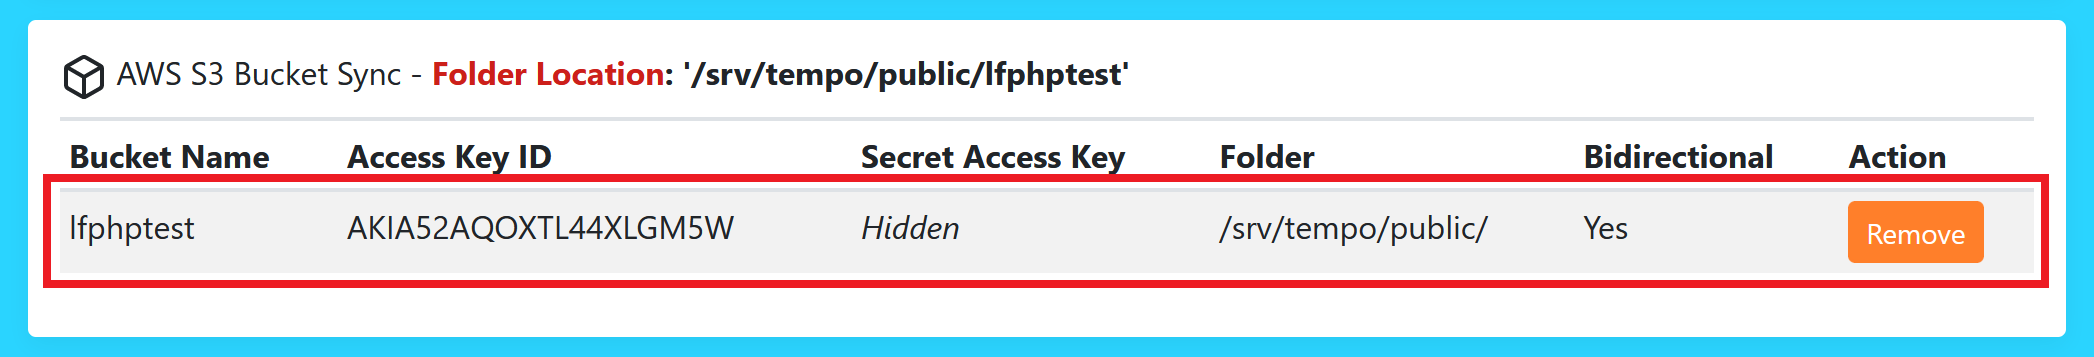 AWS S3 Bucket Sync - Folder Location: '/srv/tempo/public/lfphptest'
Bucket Name Access Key ID Secret Access Key Folder Bidirectional Action
lfphptest AKIA52AQOXTL44XLGM5W Hidden /srv/tempo/public/ Yes Remove